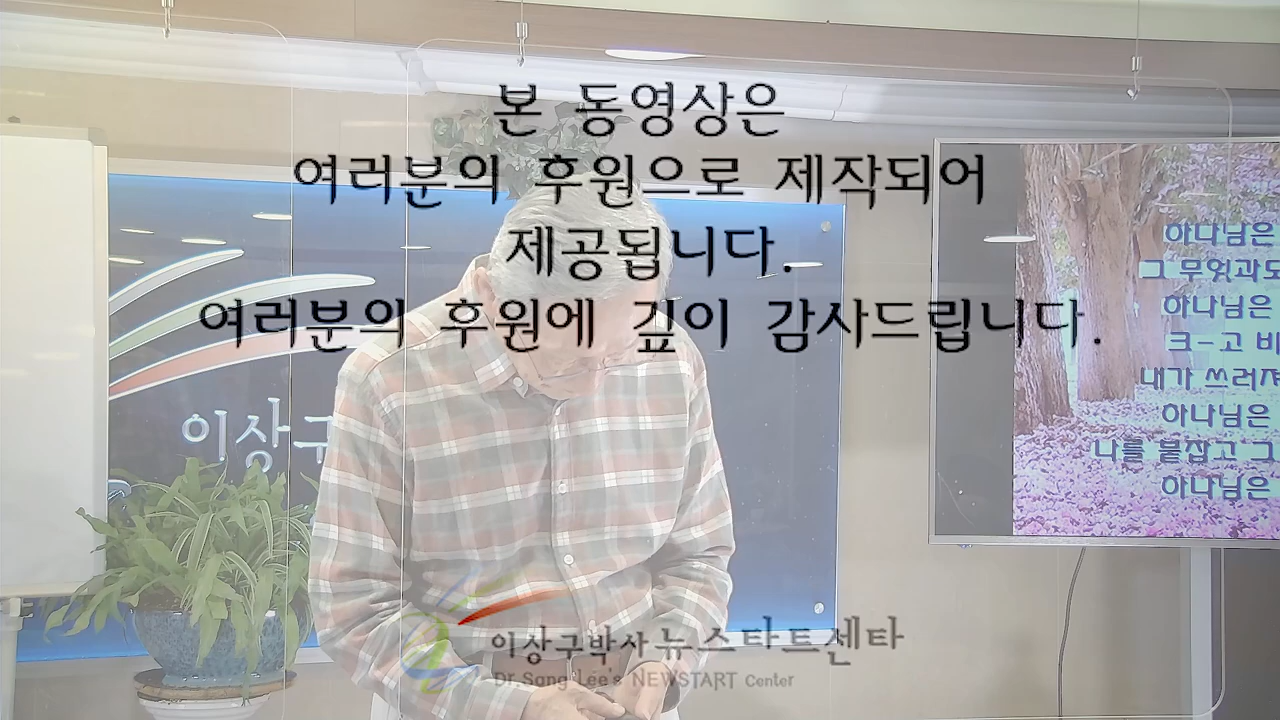 본 동영상은
여러분의 후원으로 제작되어
제공됩니다.
여러분의 후원에 깊이 감사드립니다.
이상구
하나님은
그 무엇과도
하나님은
크-고 비
내가 쓰러져
하나님은
나를 붙잡고 그
하나님은
이상구박사 뉴스타트센타
Dr. Sang Lee's NEWSTART Center